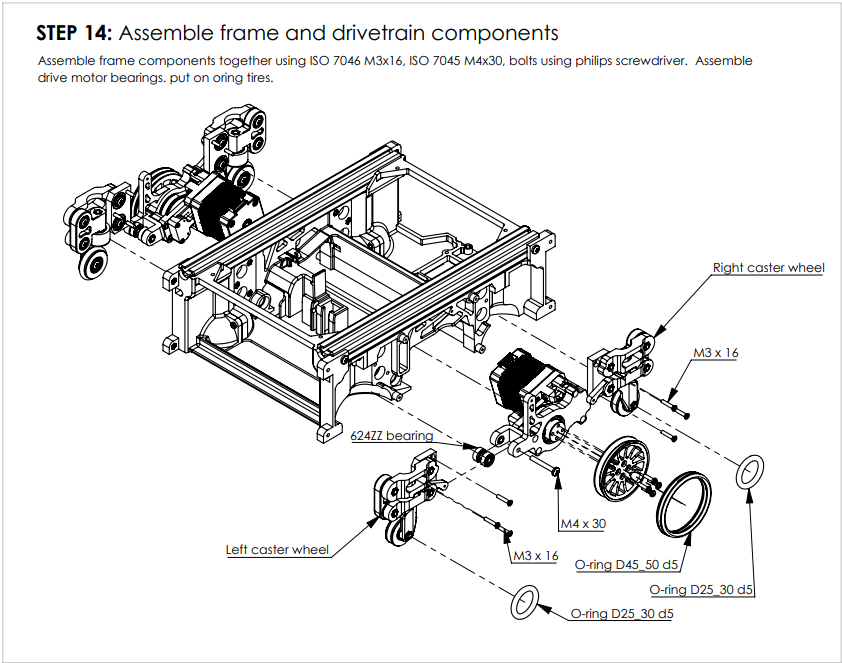 STEP 14: Assemble frame and drivetrain components
Assemble frame components together using ISO 7046 M3x16, ISO 7045 M4x30, bolts using philips screwdriver. Assemble
drive motor bearings. put on oring tires.
Right caster wheel
M3 x 16
624ZZ bearing
M4 x 30
Left caster wheel
M3 x 16
O-ring D45_50 d5
O-ring D25_30 d5
O-ring D25_30 d5